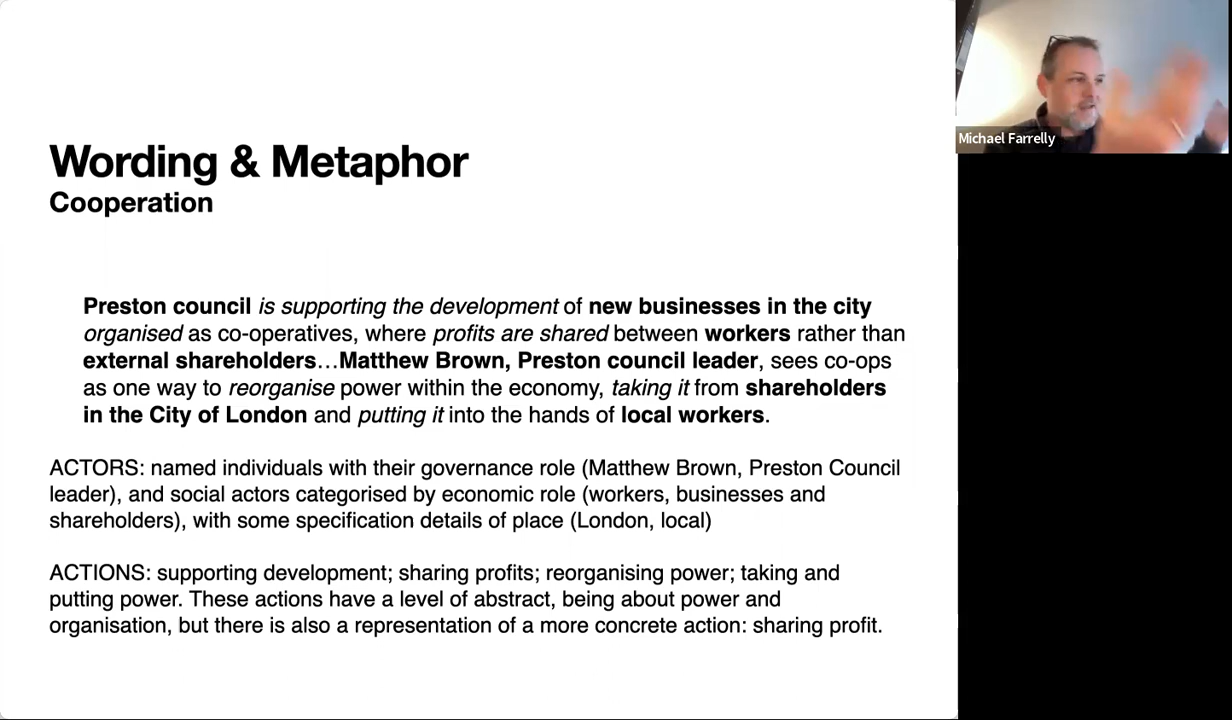 Wording & Metaphor
Cooperation
Preston council is supporting the development of new businesses in the city
organised as co-operatives, where profits are shared between workers rather than
external shareholders…Matthew Brown, Preston council leader, sees co-ops
as one way to reorganise power within the economy, taking it from shareholders
in the City of London and putting it into the hands of local workers.
ACTORS: named individuals with their governance role (Matthew Brown, Preston Council
leader), and social actors categorised by economic role (workers, businesses and
shareholders), with some specification details of place (London, local)
ACTIONS: supporting development; sharing profits; reorganising power; taking and
putting power. These actions have a level of abstract, being about power and
organisation, but there is also a representation of a more concrete action: sharing profit.
Michael Farrelly